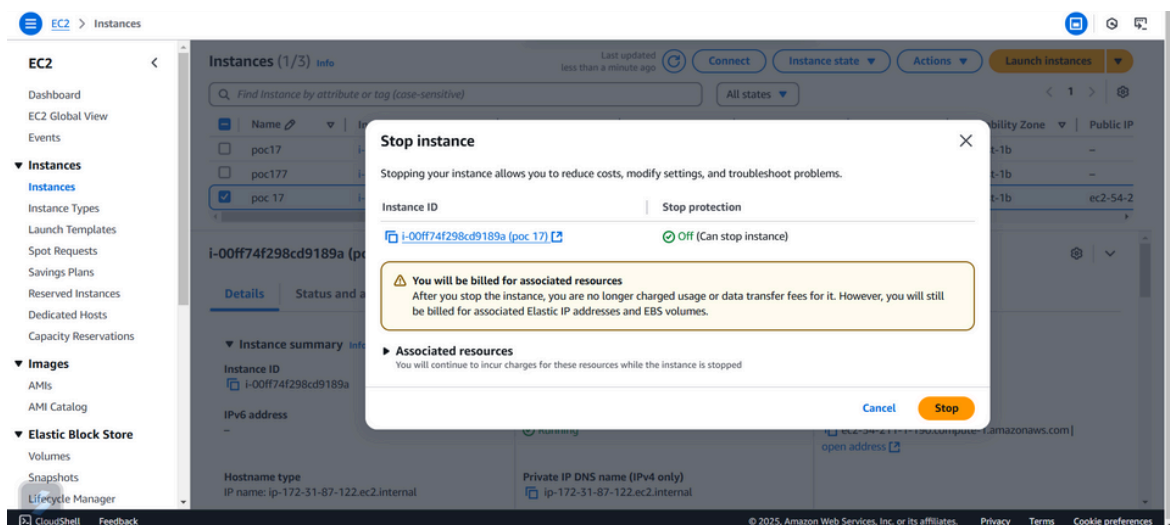 EC2 > Instances
EC2
Dashboard
EC2 Global View
Events
Instances
Instances
Instance Types
Launch Templates
Spot Requests
Savings Plans
Reserved Instances
Dedicated Hosts
Capacity Reservations
Images
AMIs
AMI Catalog
Elastic Block Store
Volumes
Snapshots
Lifecycle Manager
Instances (1/3) Info
Last updated
less than a minute ago
Connect
Instance state
Actions
Launch instances
Find Instance by attribute or tag (case-sensitive)
All states
1
Name
Public IP
poc17
t-1b
–
poc177
t-1b
–
poc 17
t-1b
ec2-54-2
Stop instance
Stopping your instance allows you to reduce costs, modify settings, and troubleshoot problems.
Instance ID
Stop protection
i-00ff74f298cd9189a (poc 17)
Off (Can stop instance)
You will be billed for associated resources
After you stop the instance, you are no longer charged usage or data transfer fees for it. However, you will still
be billed for associated Elastic IP addresses and EBS volumes.
Associated resources
You will continue to incur charges for these resources while the instance is stopped
Cancel
Stop
i-00ff74f298cd9189a
Details
Instance summary Info
Instance ID
i-00ff74f298cd9189a
IPv6 address
–
Running
open address
Hostname type
IP name: ip-172-31-87-122.ec2.internal
Private IP DNS name (IPv4 only)
ip-172-31-87-122.ec2.internal
CloudShell
Feedback
© 2025, Amazon Web Services, Inc. or its affiliates.
Privacy
Terms
Cookie preferences